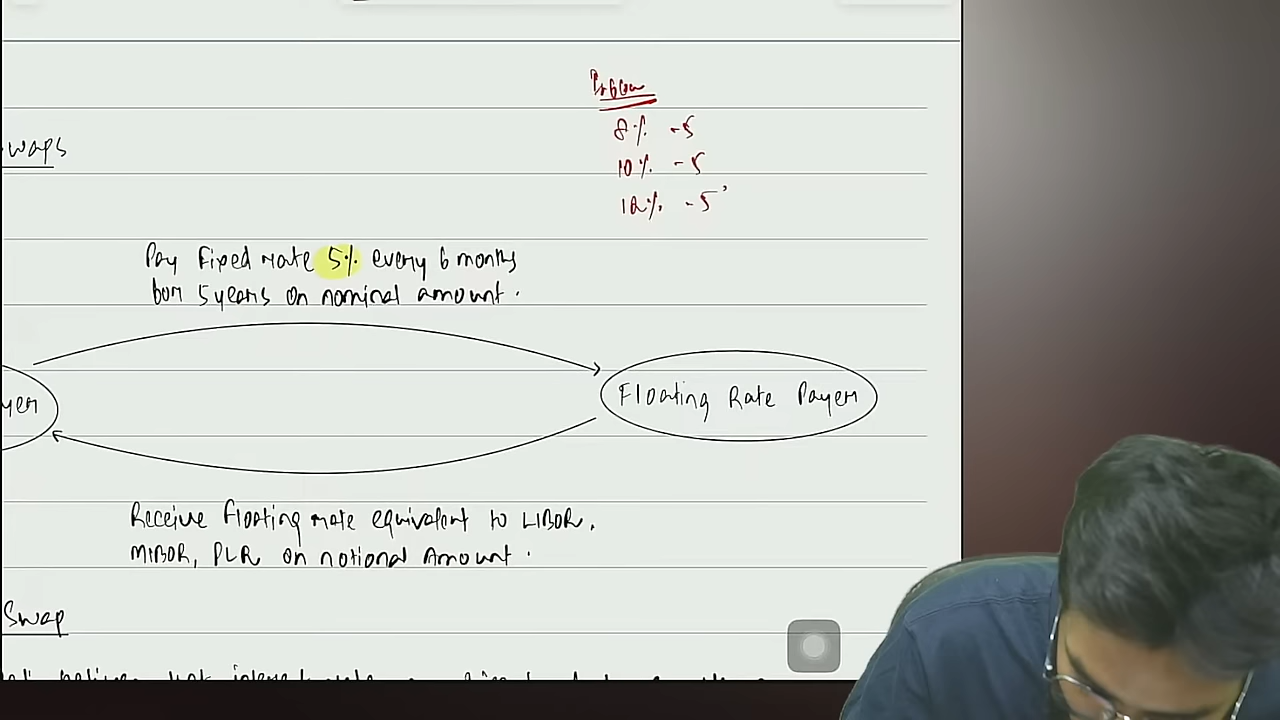 Problem
8% - 5
10% - 5
12% - 5
waps
Pay Fixed rate 5% every 6 months
for 5 years on nominal amount.
yer
Floating Rate Payer
Receive Floating rate equivalent to LIBOR,
MIBOR, PLR on notional Amount.
Swap